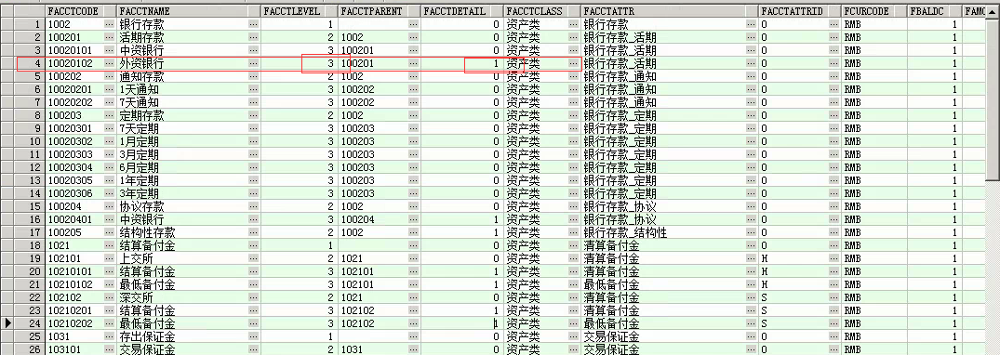 FACCTCODE FACCTNAME FACCTLEVEL FACCTPARENT FACCTDETAIL FACCTCLASS FACCTATTR FACCTATTRID FCURCODE FBALDC FAMO
1 1002 银行存款 1 0 资产类 银行存款 0 RMB 1
2 100201 活期存款 2 1002 0 资产类 银行存款_活期 0 RMB 1
3 10020101 中资银行 3 100201 0 资产类 银行存款_活期 0 RMB 1
4 10020102 外资银行 3 100201 1 资产类 银行存款_活期 0 RMB 1
5 100202 通知存款 2 1002 0 资产类 银行存款_通知 0 RMB 1
6 10020201 1天通知 3 100202 0 资产类 银行存款_通知 0 RMB 1
7 10020202 7天通知 3 100202 0 资产类 银行存款_通知 0 RMB 1
8 100203 定期存款 2 1002 0 资产类 银行存款_定期 0 RMB 1
9 10020301 7天定期 3 100203 0 资产类 银行存款_定期 0 RMB 1
10 10020302 1月定期 3 100203 0 资产类 银行存款_定期 0 RMB 1
11 10020303 3月定期 3 100203 0 资产类 银行存款_定期 0 RMB 1
12 10020304 6月定期 3 100203 0 资产类 银行存款_定期 0 RMB 1
13 10020305 1年定期 3 100203 0 资产类 银行存款_定期 0 RMB 1
14 10020306 3年定期 3 100203 0 资产类 银行存款_定期 0 RMB 1
15 100204 协议存款 2 1002 0 资产类 银行存款_协议 0 RMB 1
16 10020401 中资银行 3 100204 1 资产类 银行存款_协议 0 RMB 1
17 100205 结构性存款 2 1002 1 资产类 银行存款_结构性 0 RMB 1
18 1021 结算备付金 1 0 资产类 清算备付金 0 RMB 1
19 102101 上交所 2 1021 0 资产类 清算备付金 H RMB 1
20 10210101 结算备付金 3 102101 1 资产类 清算备付金 H RMB 1
21 10210102 最低备付金 3 102101 1 资产类 最低备付金 H RMB 1
22 102102 深交所 2 1021 0 资产类 清算备付金 S RMB 1
23 10210201 结算备付金 3 102102 1 资产类 清算备付金 S RMB 1
24 10210202 最低备付金 3 102102 1 资产类 最低备付金 S RMB 1
25 1031 存出保证金 1 0 资产类 交易保证金 0 RMB 1
26 103101 交易保证金 2 1031 0 资产类 交易保证金 0 RMB 1